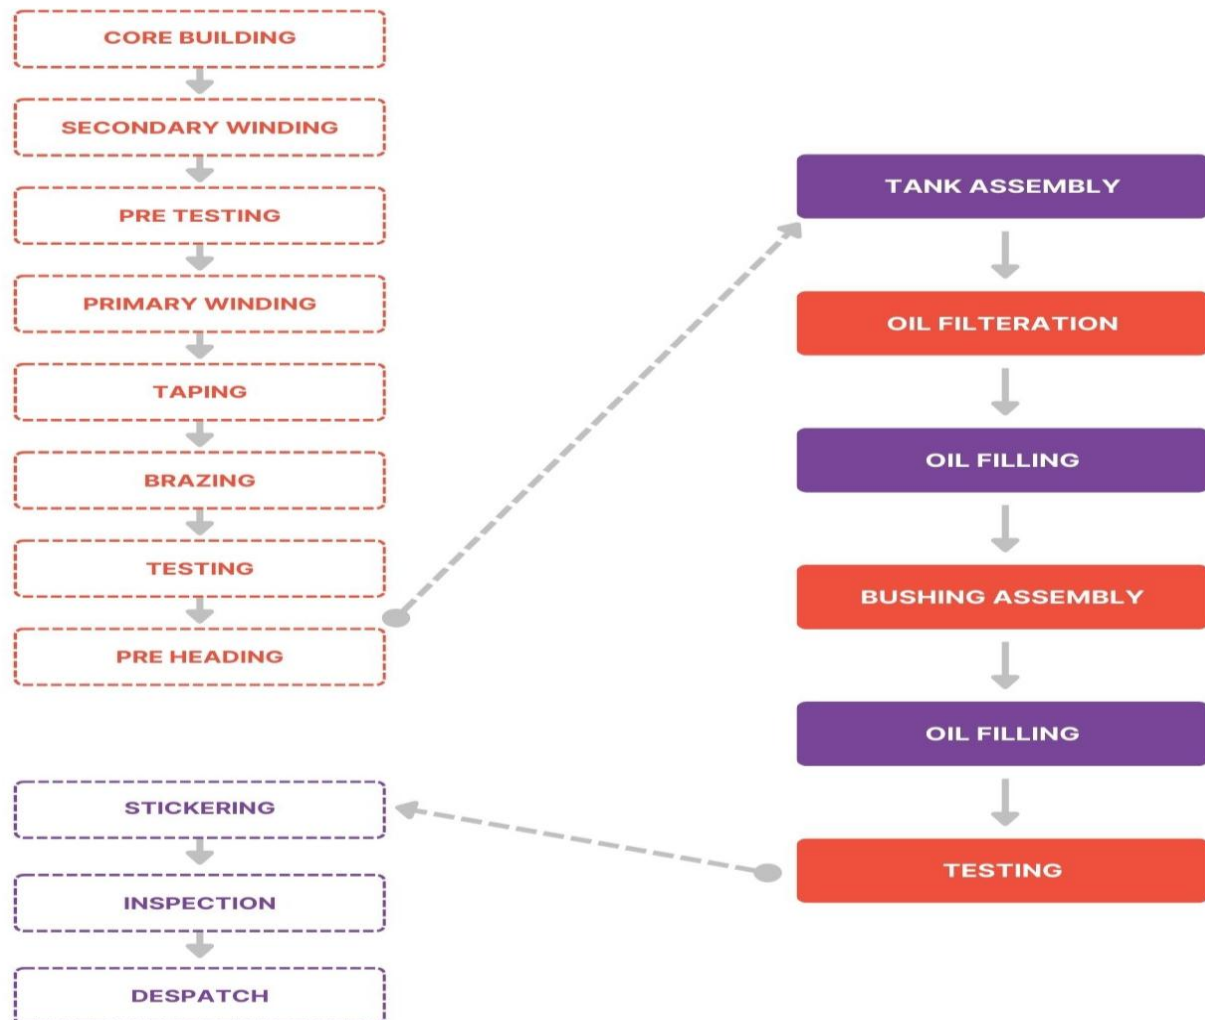 CORE BUILDING
SECONDARY WINDING
PRE TESTING
PRIMARY WINDING
TAPING
BRAZING
TESTING
PRE HEADING
TANK ASSEMBLY
OIL FILTERATION
OIL FILLING
BUSHING ASSEMBLY
OIL FILLING
TESTING
STICKERING
INSPECTION
DESPATCH